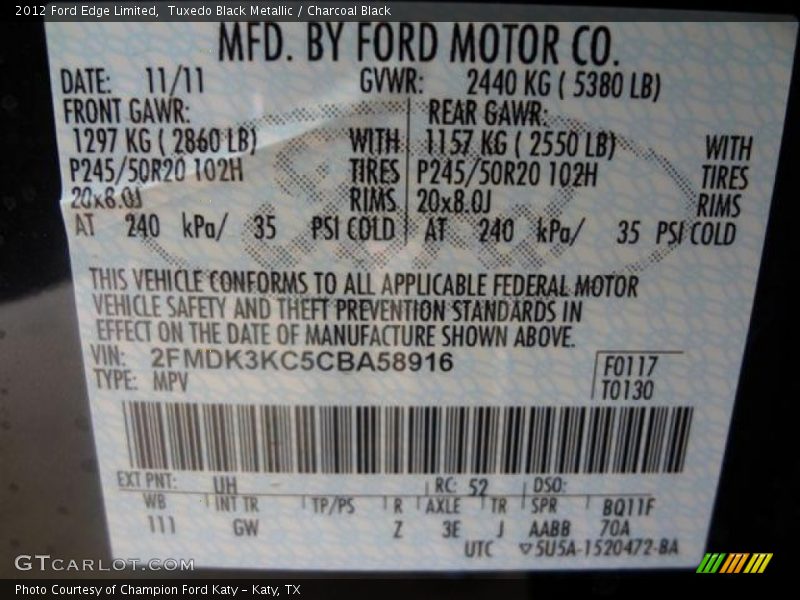 2012 Ford Edge Limited,  Tuxedo Black Metallic / Charcoal Black
MFD. BY FORD MOTOR CO.
DATE: 11/11 GVWR: 2440 KG ( 5380 LB)
FRONT GAWR: REAR GAWR:
1297 KG ( 2860 LB) WITH 1157 KG ( 2550 LB) WITH
P245/50R20 102H TIRES P245/50R20 102H TIRES
20x8.0J RIMS 20x8.0J RIMS
AT 240 kPa/ 35 PSI COLD AT 240 kPa/ 35 PSI COLD
THIS VEHICLE CONFORMS TO ALL APPLICABLE FEDERAL MOTOR
VEHICLE SAFETY AND THEFT PREVENTION STANDARDS IN
EFFECT ON THE DATE OF MANUFACTURE SHOWN ABOVE.
VIN: 2FMDK3KC5CBA58916 F0117
TYPE: MPV T0130
EXT PNT: UH RC: 52 DSO:
WB INT TR TP/PS R AXLE TR SPR BQ11F
111 GW Z 3E J AABB 70A
UTC ▽5U5A-1520472-BA
GTCARLOT.COM
Photo Courtesy of Champion Ford Katy - Katy, TX